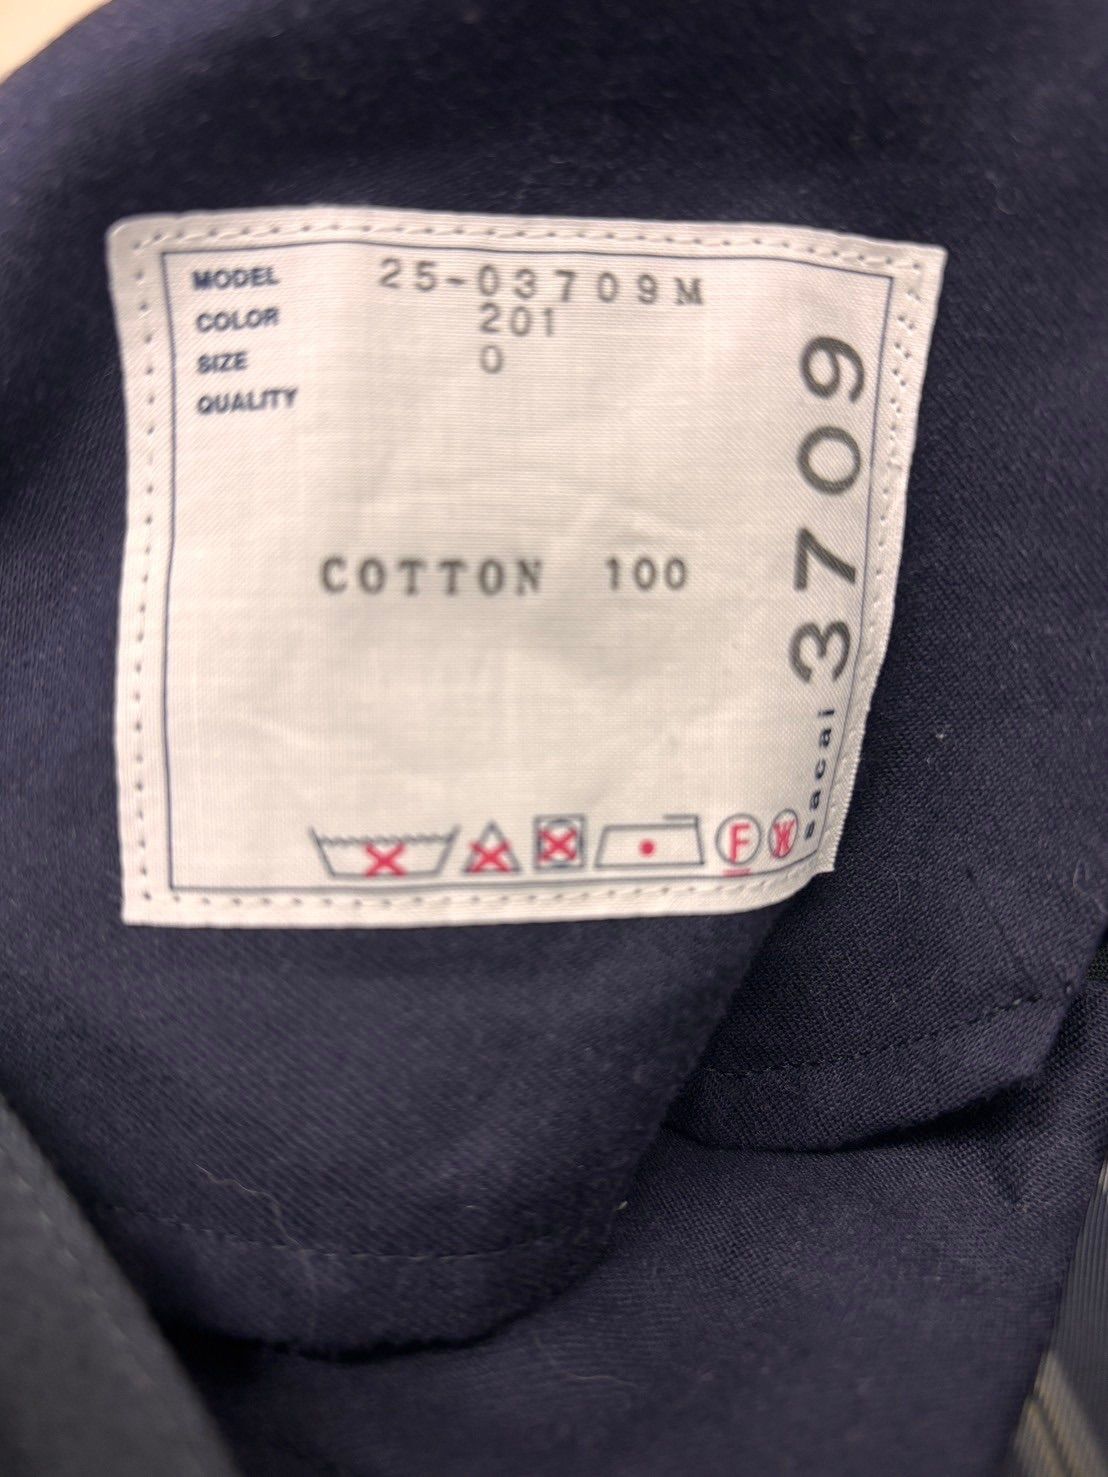 MODEL 25-03709M
COLOR 201
SIZE 0
QUALITY
COTTON 100
sacai 3709
F
W